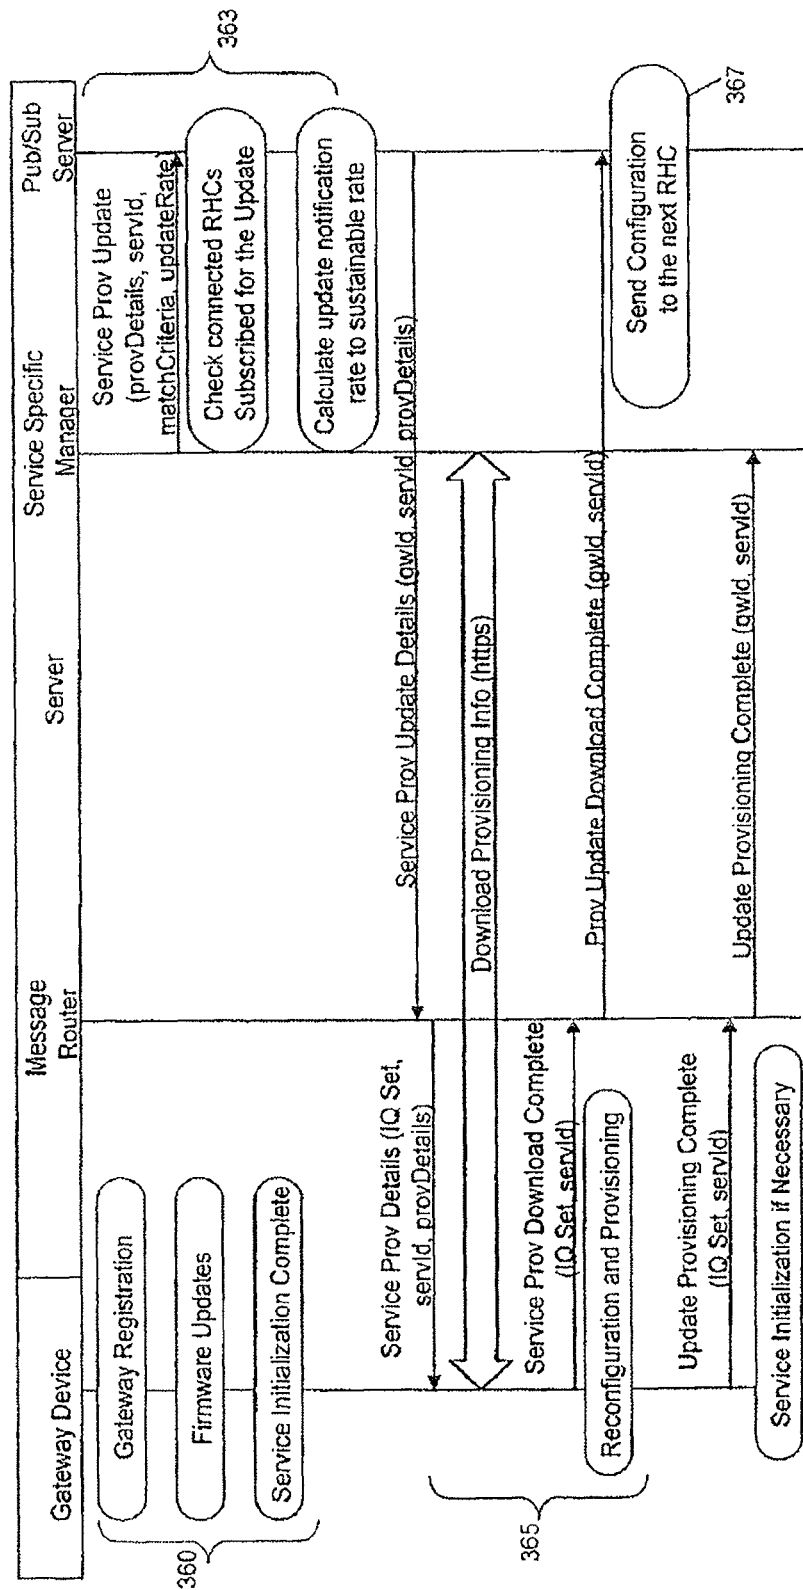 Gateway Device
Message
Router
Server
Service Specific
Manager
Pub/Sub
Server
Gateway Registration
Firmware Updates
Service Initialization Complete
360
Service Prov Update
(provDetails, servId,
matchCriteria, updateRate)
Check connected RHCs
Subscribed for the Update
Calculate update notification
rate to sustainable rate
363
Service Prov Update Details (gwId, servId, provDetails)
Service Prov Details (IQ Set,
servId, provDetails)
Download Provisioning Info (https)
Service Prov Download Complete
(IQ Set, servId)
Prov Update Download Complete (gwId, servId)
Reconfiguration and Provisioning
365
Send Configuration
to the next RHC
367
Update Provisioning Complete
(IQ Set, servId)
Update Provisioning Complete (gwId, servId)
Service Initialization if Necessary